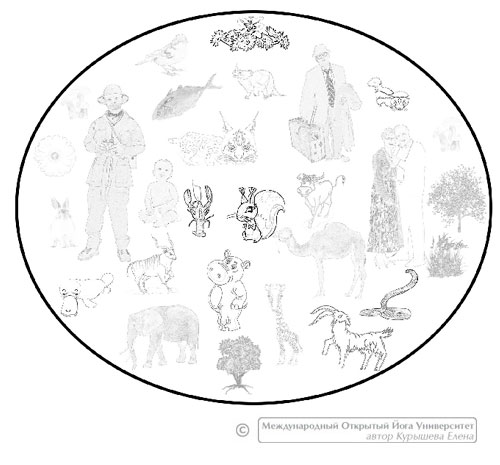 © Международный Открытый Йога Университет
автор Курышева Елена